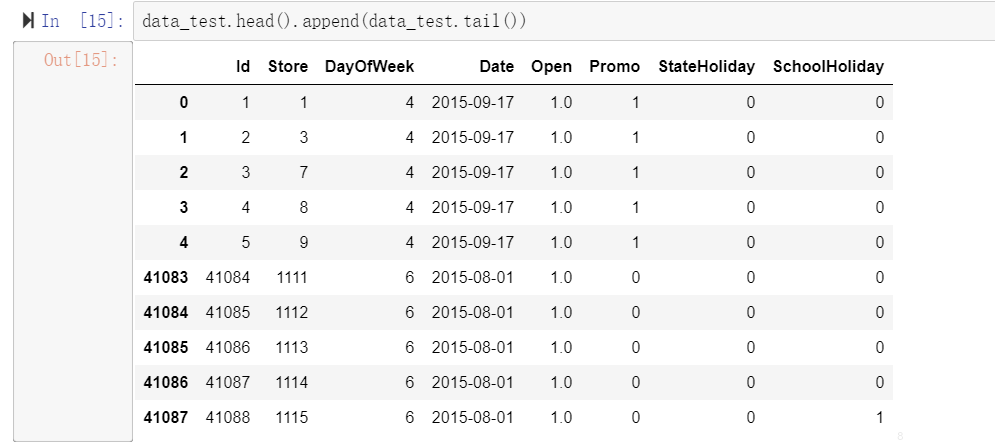 In [15]: data_test.head().append(data_test.tail())
Out[15]:
Id Store DayOfWeek Date Open Promo StateHoliday SchoolHoliday
0 1 1 4 2015-09-17 1.0 1 0 0
1 2 3 4 2015-09-17 1.0 1 0 0
2 3 7 4 2015-09-17 1.0 1 0 0
3 4 8 4 2015-09-17 1.0 1 0 0
4 5 9 4 2015-09-17 1.0 1 0 0
41083 41084 1111 6 2015-08-01 1.0 0 0 0
41084 41085 1112 6 2015-08-01 1.0 0 0 0
41085 41086 1113 6 2015-08-01 1.0 0 0 0
41086 41087 1114 6 2015-08-01 1.0 0 0 0
41087 41088 1115 6 2015-08-01 1.0 0 0 1
8